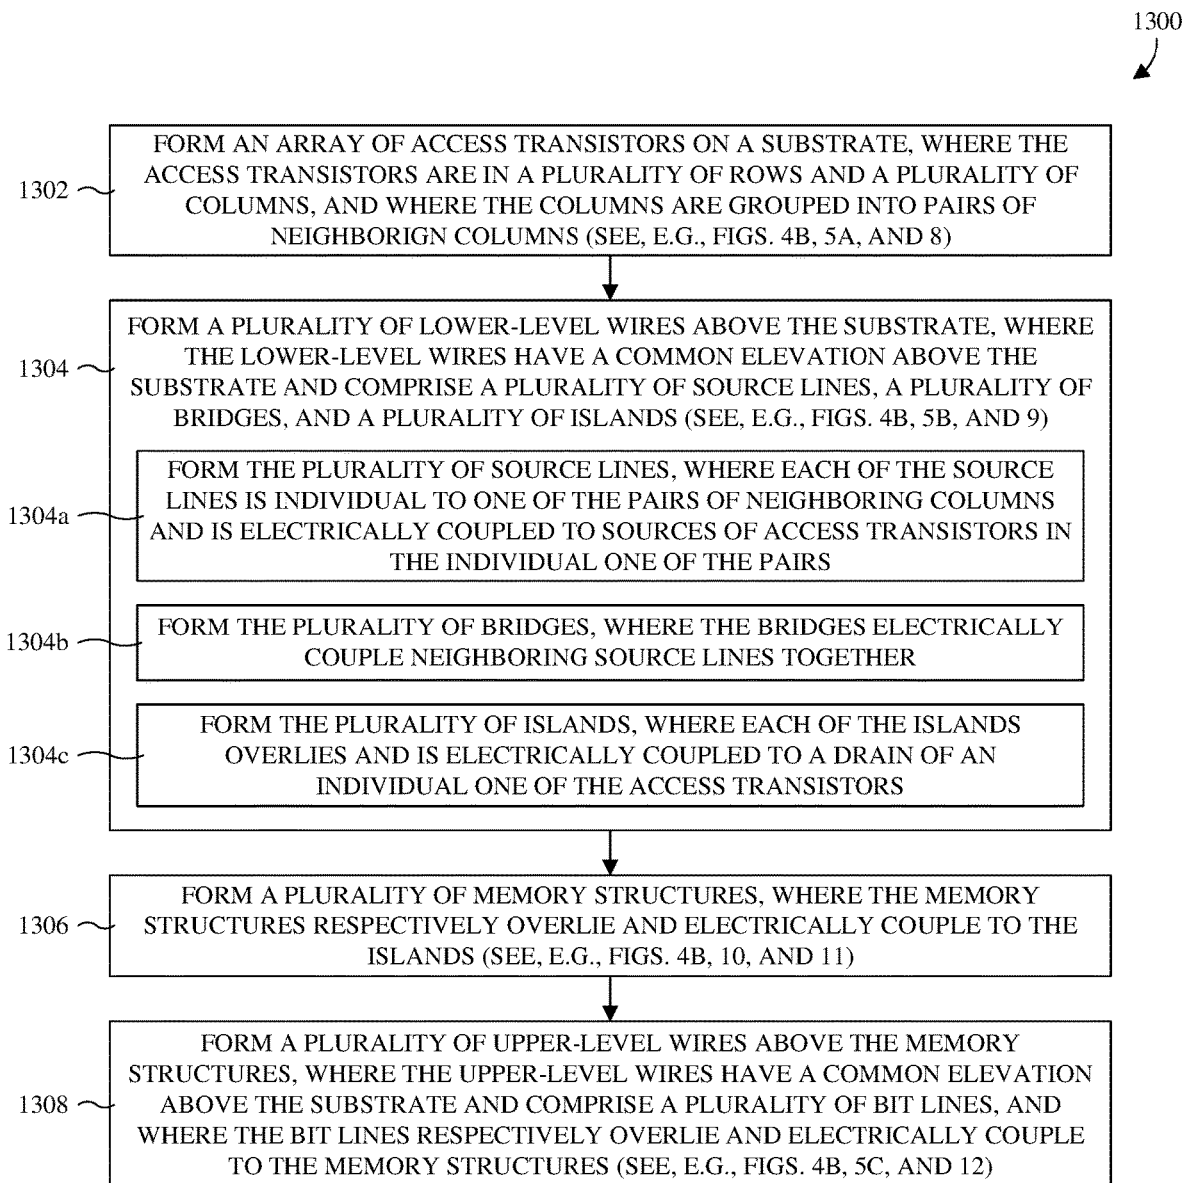 1300
FORM AN ARRAY OF ACCESS TRANSISTORS ON A SUBSTRATE, WHERE THE
ACCESS TRANSISTORS ARE IN A PLURALITY OF ROWS AND A PLURALITY OF
COLUMNS, AND WHERE THE COLUMNS ARE GROUPED INTO PAIRS OF
NEIGHBORIGN COLUMNS (SEE, E.G., FIGS. 4B, 5A, AND 8)
1302
FORM A PLURALITY OF LOWER-LEVEL WIRES ABOVE THE SUBSTRATE, WHERE
THE LOWER-LEVEL WIRES HAVE A COMMON ELEVATION ABOVE THE
SUBSTRATE AND COMPRISE A PLURALITY OF SOURCE LINES, A PLURALITY OF
BRIDGES, AND A PLURALITY OF ISLANDS (SEE, E.G., FIGS. 4B, 5B, AND 9)
1304
FORM THE PLURALITY OF SOURCE LINES, WHERE EACH OF THE SOURCE
LINES IS INDIVIDUAL TO ONE OF THE PAIRS OF NEIGHBORING COLUMNS
AND IS ELECTRICALLY COUPLED TO SOURCES OF ACCESS TRANSISTORS IN
THE INDIVIDUAL ONE OF THE PAIRS
1304a
FORM THE PLURALITY OF BRIDGES, WHERE THE BRIDGES ELECTRICALLY
COUPLE NEIGHBORING SOURCE LINES TOGETHER
1304b
FORM THE PLURALITY OF ISLANDS, WHERE EACH OF THE ISLANDS
OVERLIES AND IS ELECTRICALLY COUPLED TO A DRAIN OF AN
INDIVIDUAL ONE OF THE ACCESS TRANSISTORS
1304c
FORM A PLURALITY OF MEMORY STRUCTURES, WHERE THE MEMORY
STRUCTURES RESPECTIVELY OVERLIE AND ELECTRICALLY COUPLE TO THE
ISLANDS (SEE, E.G., FIGS. 4B, 10, AND 11)
1306
FORM A PLURALITY OF UPPER-LEVEL WIRES ABOVE THE MEMORY
STRUCTURES, WHERE THE UPPER-LEVEL WIRES HAVE A COMMON ELEVATION
ABOVE THE SUBSTRATE AND COMPRISE A PLURALITY OF BIT LINES, AND
WHERE THE BIT LINES RESPECTIVELY OVERLIE AND ELECTRICALLY COUPLE
TO THE MEMORY STRUCTURES (SEE, E.G., FIGS. 4B, 5C, AND 12)
1308